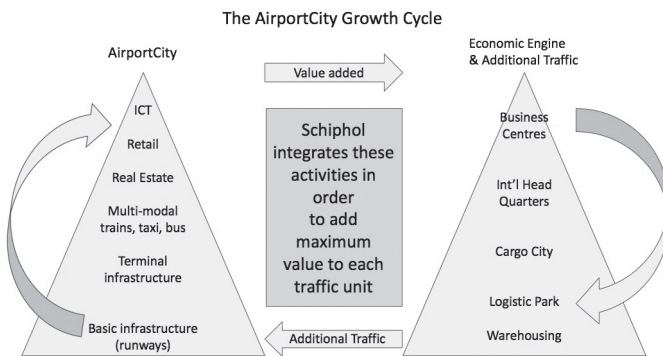 The AirportCity Growth Cycle
AirportCity
ICT
Retail
Real Estate
Multi-modal
trains, taxi, bus
Terminal
infrastructure
Basic infrastructure
(runways)
Value added
Schiphol
integrates these
activities in
order
to add
maximum
value to each
traffic unit
Additional Traffic
Economic Engine
& Additional Traffic
Business
Centres
Int'l Head
Quarters
Cargo City
Logistic Park
Warehousing